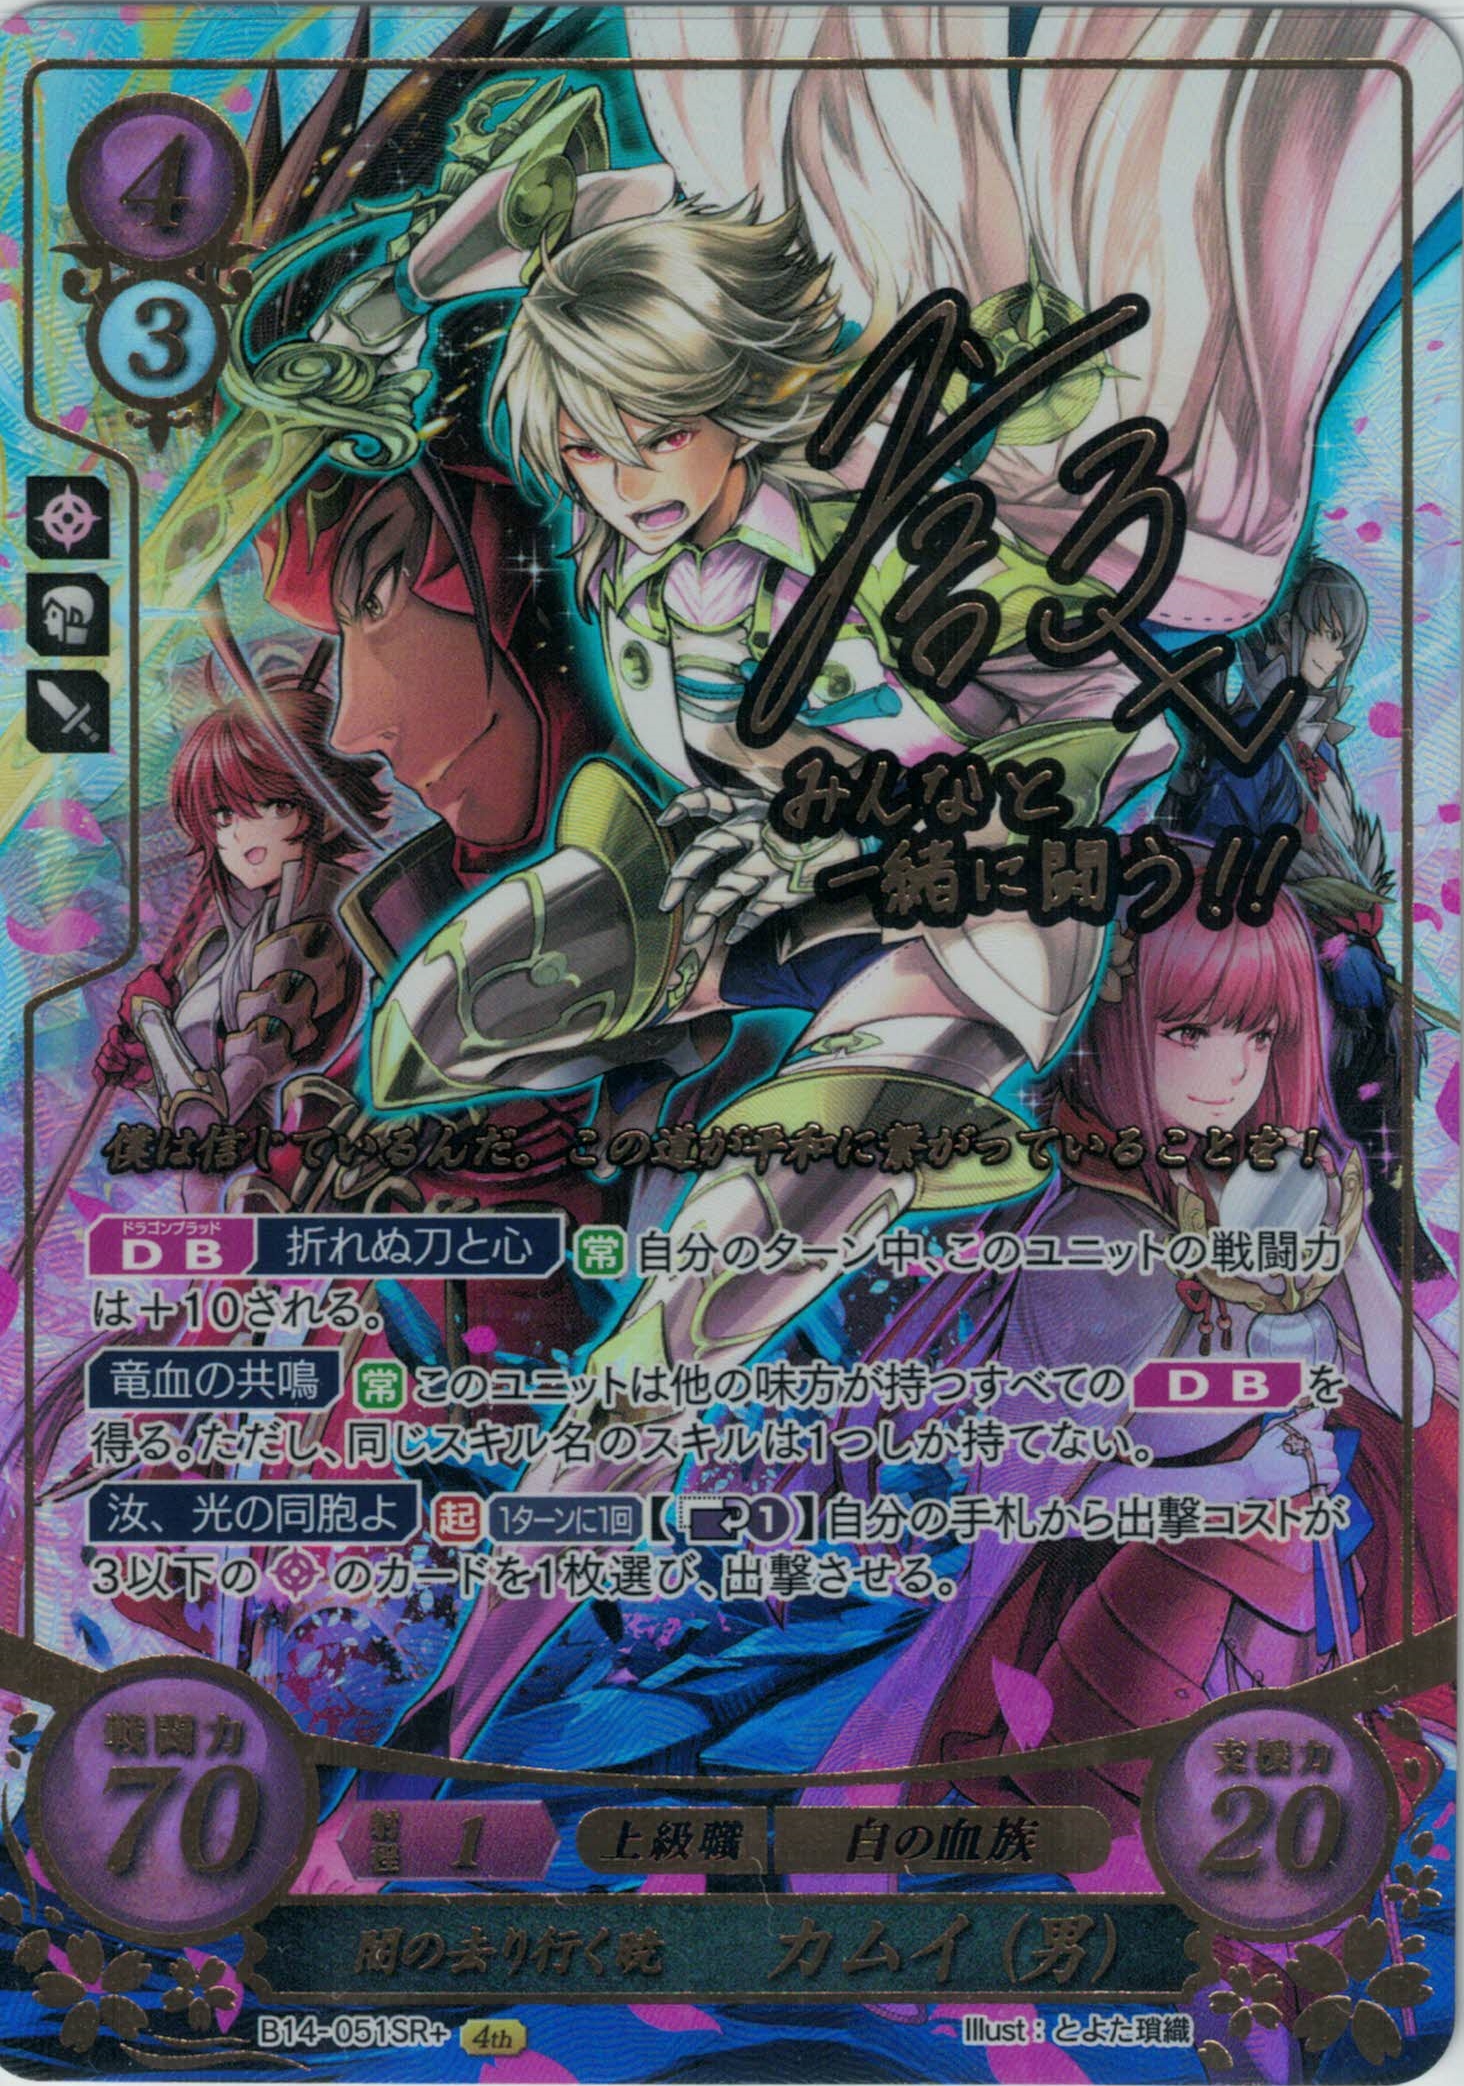 4
3
みんなと
一緒に闘う!!
僕は信じているんだ。この道が平和に繋がっていることを!
ドラゴンブラッド
DB 折れぬ刀と心 常 自分のターン中、このユニットの戦闘力
は+10される。
竜血の共鳴 常 このユニットは他の味方が持つすべての DB を
得る。ただし、同じスキル名のスキルは1つしか持てない。
汝、光の同胞よ 起 1ターンに1回【 1】自分の手札から出撃コストが
3以下の のカードを1枚選び、出撃させる。
戦闘力
70
射程 1
上級職 白の血族
支援力
20
闇の去り行く暁 カムイ(男)
B14-051SR+ 4th
Illust:とよた瑣織